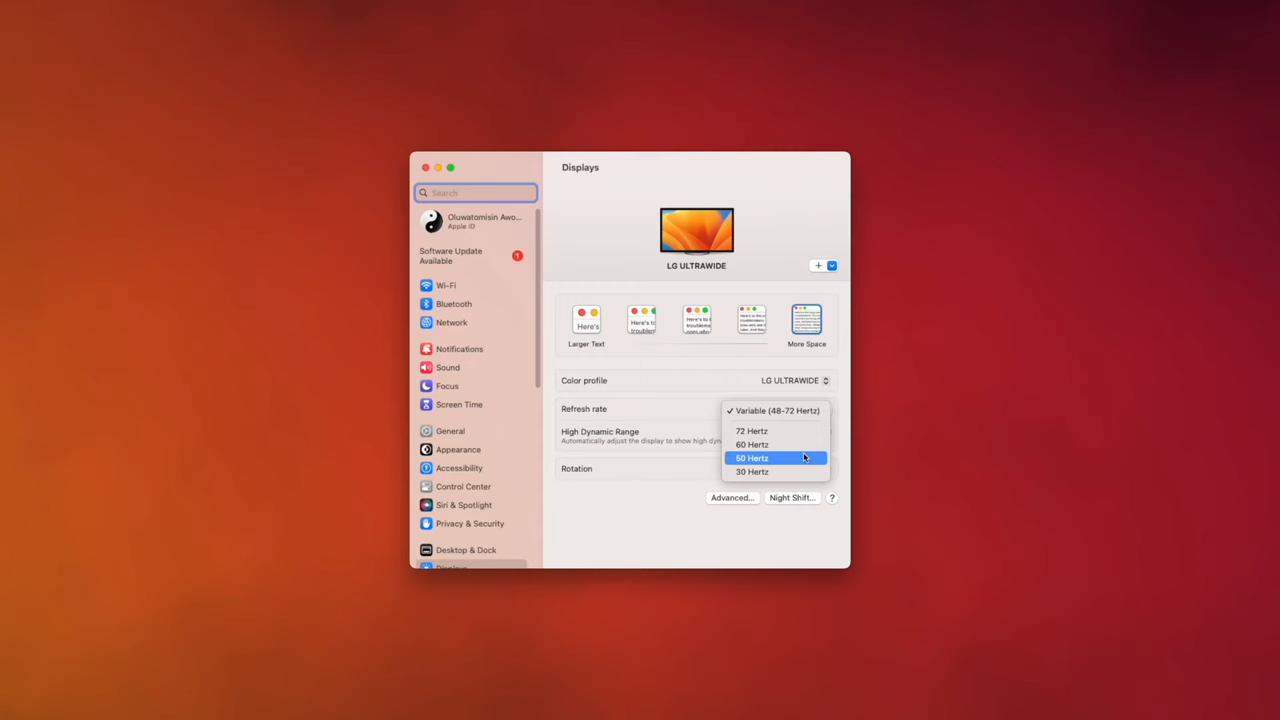 Displays
Search
Oluwatomisin Awo...
Apple ID
Software Update
Available
1
Wi-Fi
Bluetooth
Network
Notifications
Sound
Focus
Screen Time
General
Appearance
Accessibility
Control Center
Siri & Spotlight
Privacy & Security
Desktop & Dock
Displays
LG ULTRAWIDE
Here's
Larger Text
More Space
Color profile
LG ULTRAWIDE
Refresh rate
✓ Variable (48-72 Hertz)
72 Hertz
60 Hertz
50 Hertz
30 Hertz
High Dynamic Range
Automatically adjust the display to show high dyn
Rotation
Advanced...
Night Shift...
?